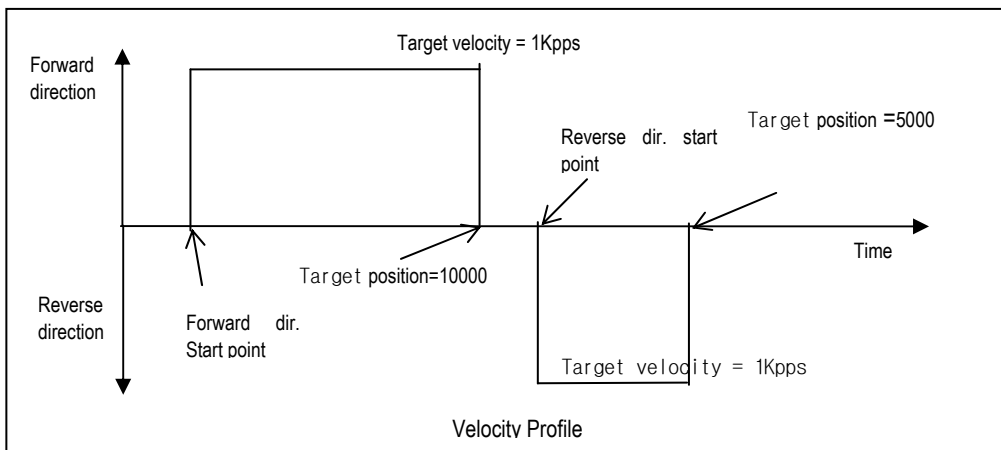 Target velocity = 1Kpps
Forward
direction
Target position =5000
Reverse dir. start
point
Time
Target position=10000
Reverse
direction
Forward dir.
Start point
Target velocity = 1Kpps
Velocity Profile